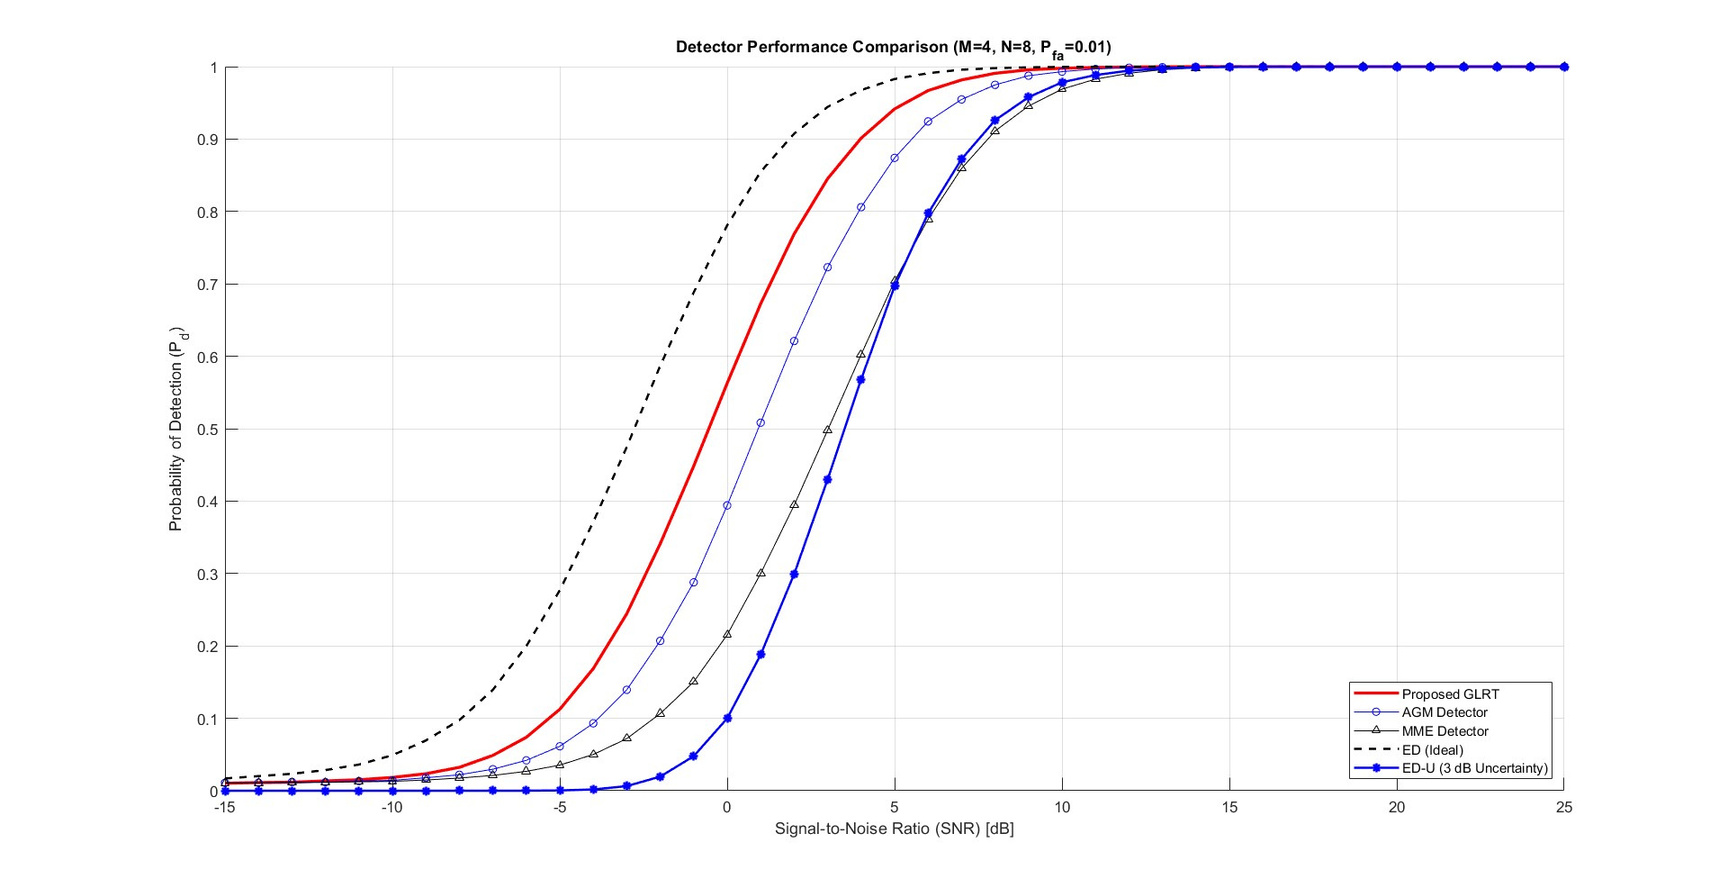 Detector Performance Comparison (M=4, N=8, P_fa=0.01)
1
0.9
0.8
0.7
0.6
0.5
0.4
0.3
0.2
0.1
0
Probability of Detection (P_d)
-15 -10 -5 0 5 10 15 20 25
Signal-to-Noise Ratio (SNR) [dB]
Proposed GLRT
AGM Detector
MME Detector
ED (Ideal)
ED-U (3 dB Uncertainty)